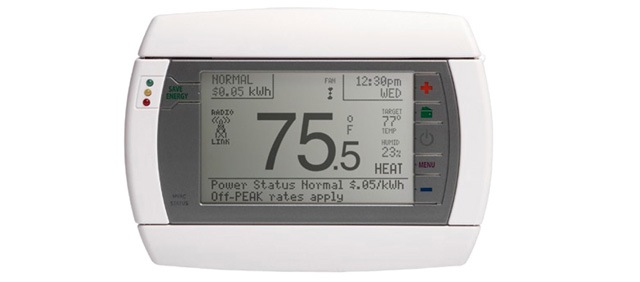 NORMAL
$0.05 kWh
FAN
12:30pm
WED
SAVE
ENERGY
RADIO
LINK
75.5
°
F
TARGET
77°
TEMP
HUMID
23%
HEAT
MENU
Power Status Normal $.05/kWh
Off-PEAK rates apply